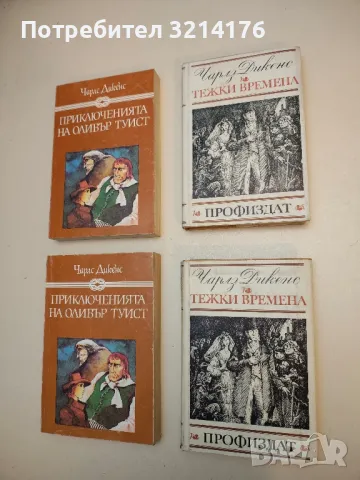 Потребител 3214176
Чарлс Дикенс
ПРИКЛЮЧЕНИЯТА
НА ОЛИВЪР ТУИСТ
Чарлз Дикенс
ТЕЖКИ ВРЕМЕНА
ПРОФИЗДАТ
Чарлс Дикенс
ПРИКЛЮЧЕНИЯТА
НА ОЛИВЪР ТУИСТ
Чарлз Дикенс
ТЕЖКИ ВРЕМЕНА
ПРОФИЗДАТ
bazar